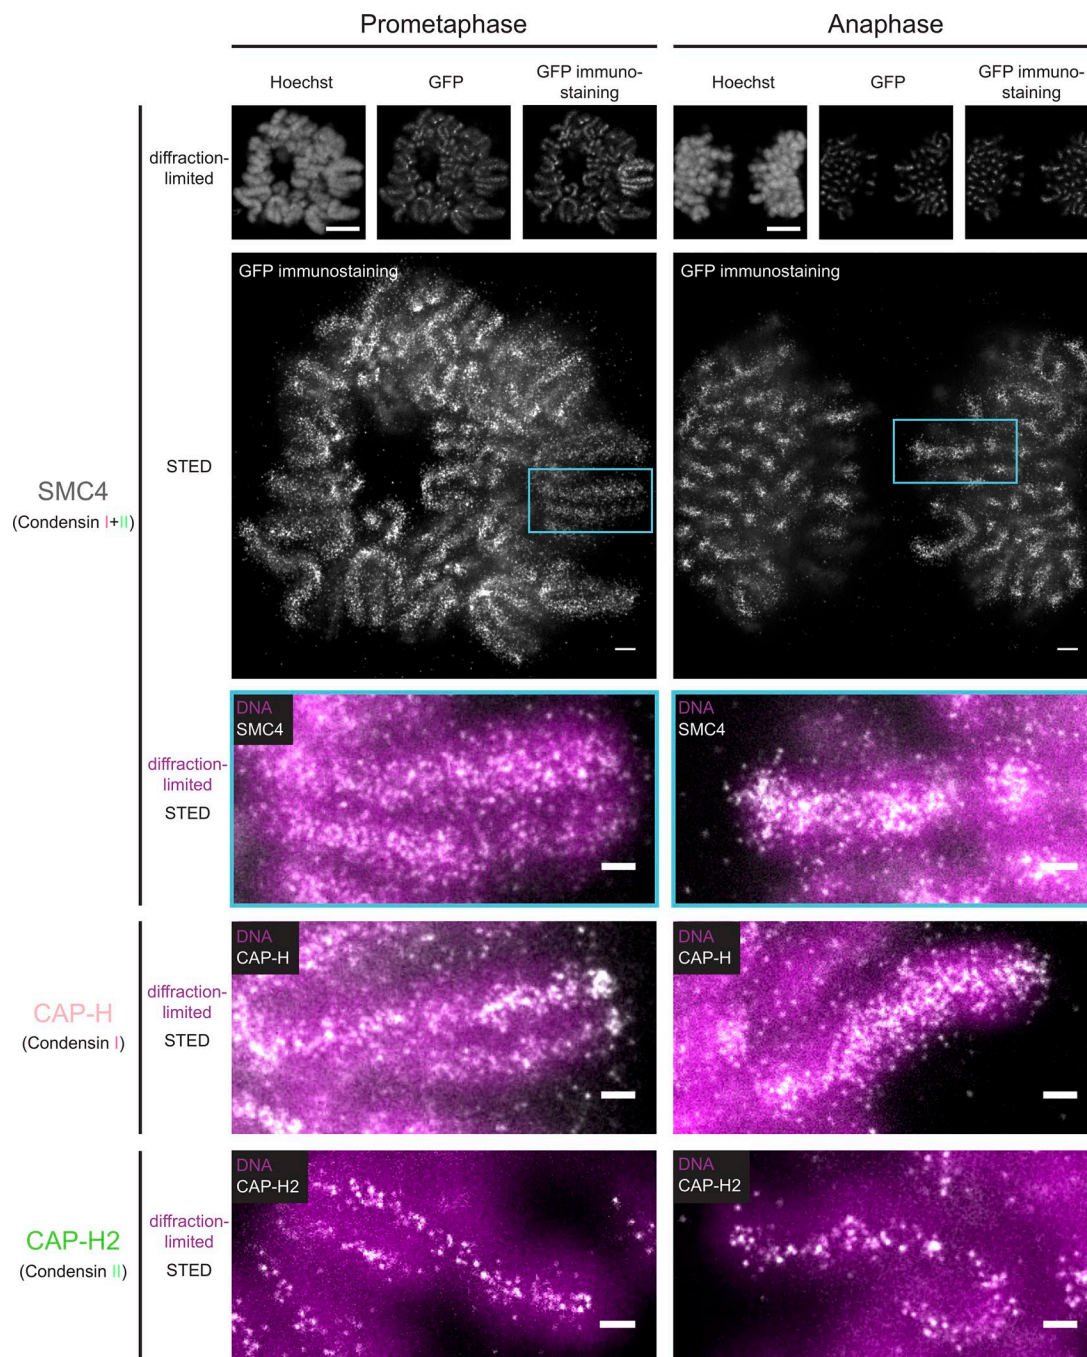 Prometaphase
Anaphase
Hoechst
GFP
GFP immuno-
staining
Hoechst
GFP
GFP immuno-
staining
diffraction-
limited
GFP immunostaining
GFP immunostaining
STED
SMC4
(Condensin I+II)
DNA
SMC4
DNA
SMC4
diffraction-
limited
STED
DNA
CAP-H
DNA
CAP-H
CAP-H
(Condensin I)
diffraction-
limited
STED
DNA
CAP-H2
DNA
CAP-H2
CAP-H2
(Condensin II)
diffraction-
limited
STED